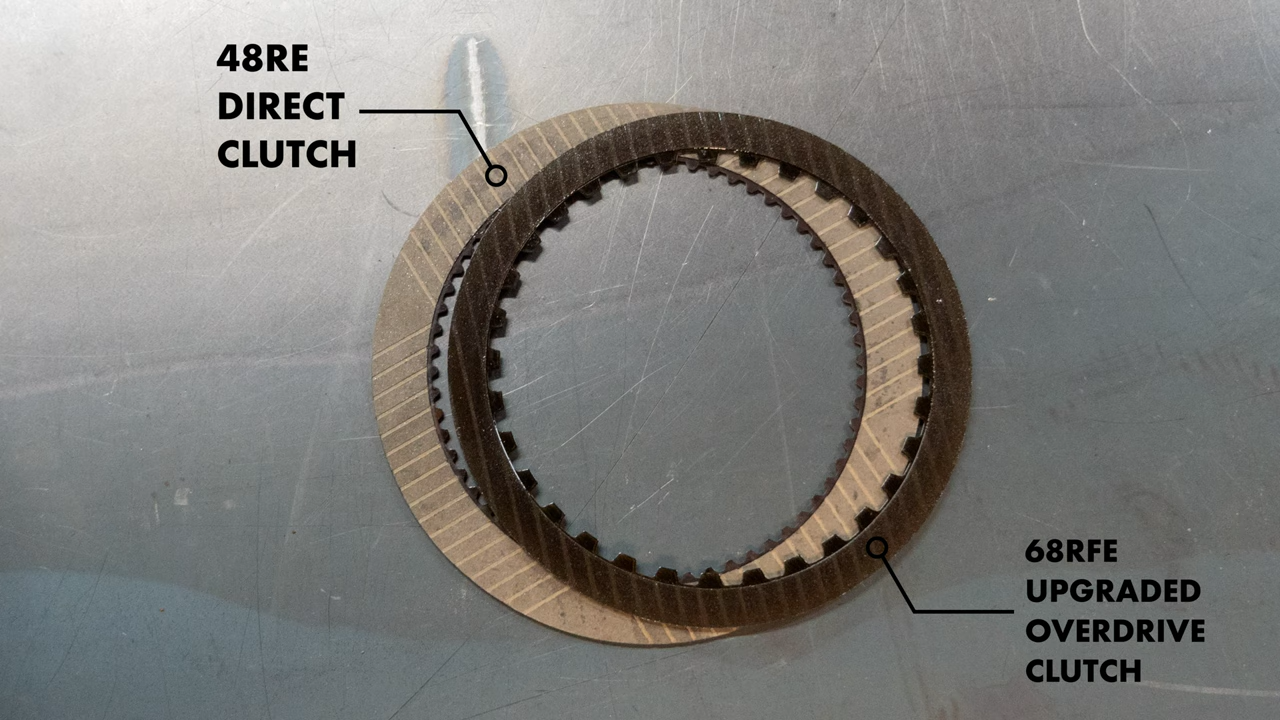 48RE
DIRECT
CLUTCH
68RFE
UPGRADED
OVERDRIVE
CLUTCH